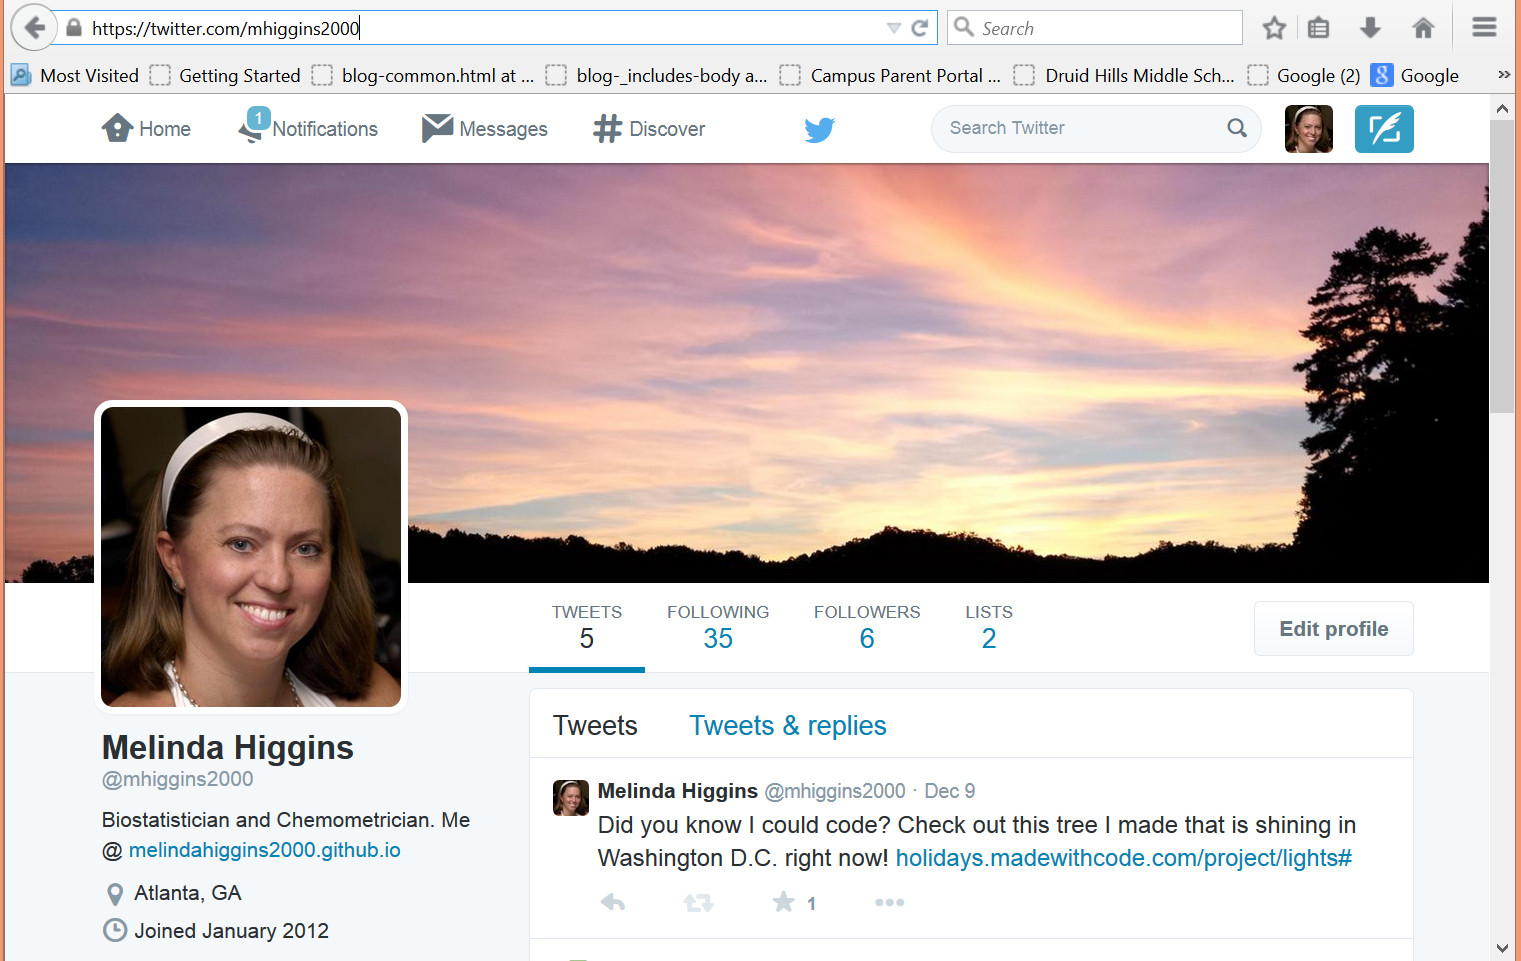 https://twitter.com/mhiggins2000
Search
Most Visited
Getting Started
blog-common.html at ...
blog-_includes-body a...
Campus Parent Portal ...
Druid Hills Middle Sch...
Google (2)
8 Google
»
Home
1
Notifications
Messages
# Discover
Search Twitter
TWEETS
5
FOLLOWING
35
FOLLOWERS
6
LISTS
2
Edit profile
Melinda Higgins
@mhiggins2000
Biostatistician and Chemometrician. Me
@ melindahiggins2000.github.io
Atlanta, GA
Joined January 2012
Tweets
Tweets & replies
Melinda Higgins @mhiggins2000 · Dec 9
Did you know I could code? Check out this tree I made that is shining in
Washington D.C. right now! holidays.madewithcode.com/project/lights#
1